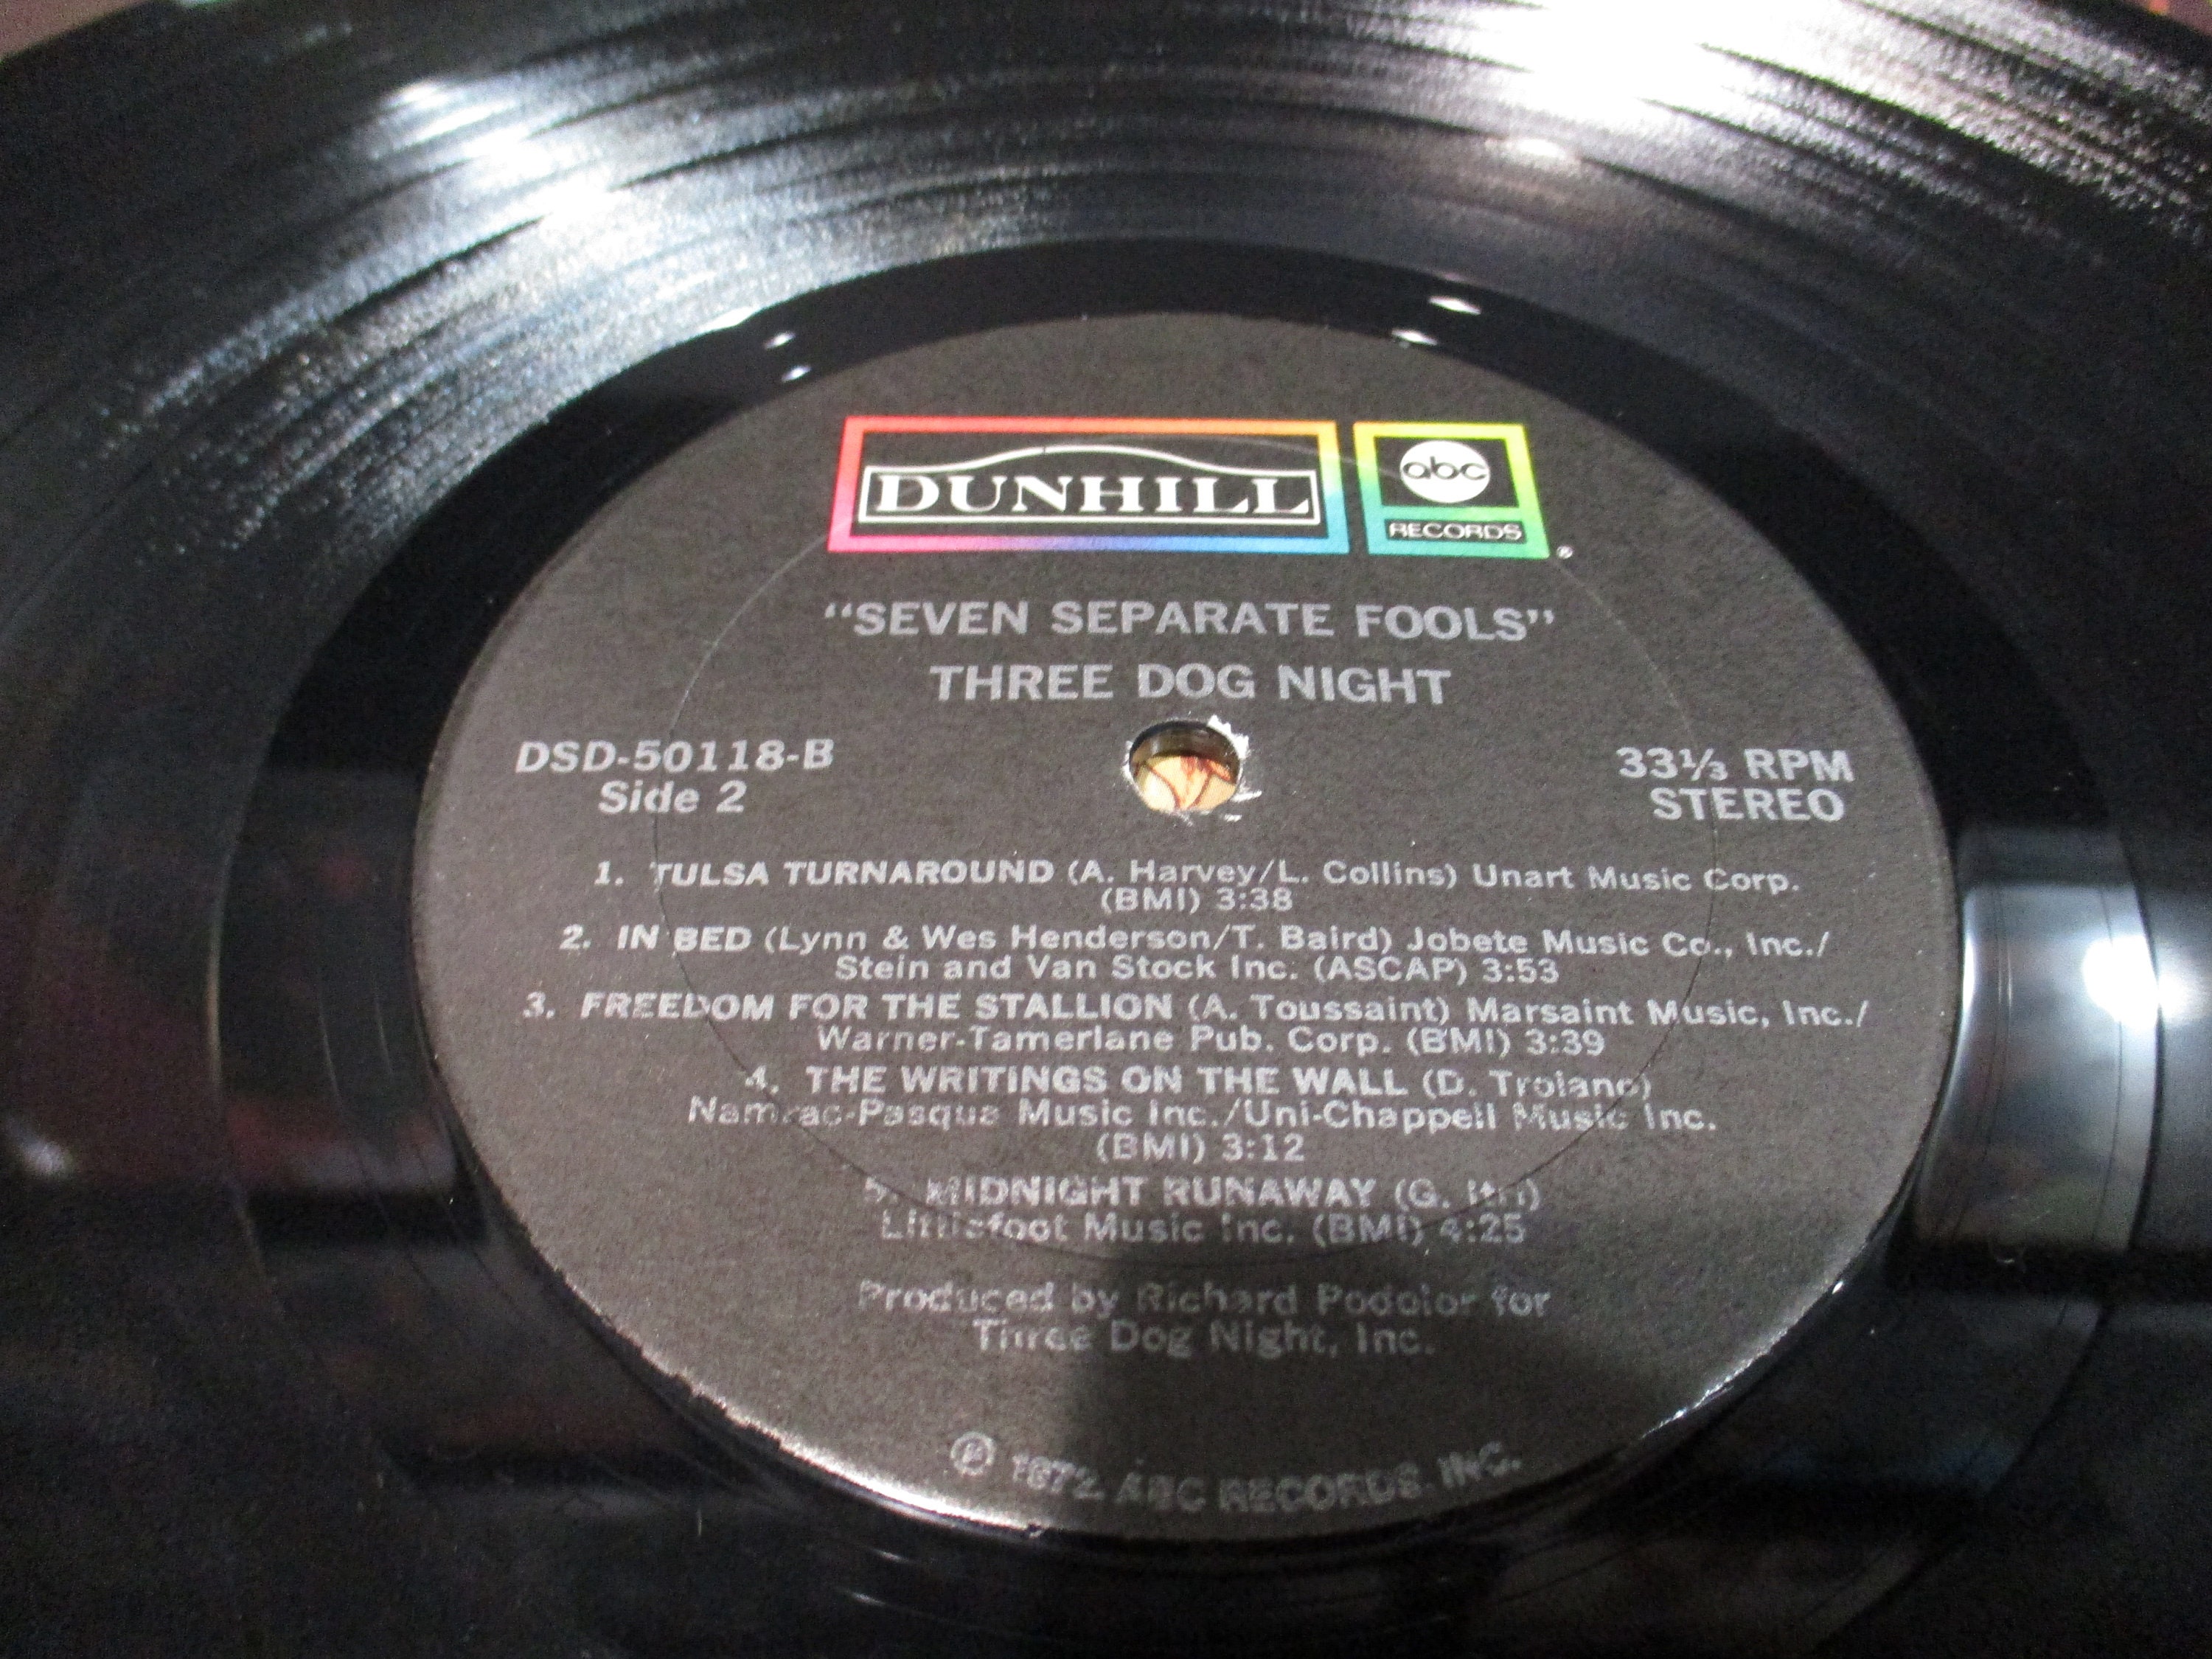 DUNHILL
abc
RECORDS
®
“SEVEN SEPARATE FOOLS”
THREE DOG NIGHT
DSD-50118-B
Side 2
33⅓ RPM
STEREO
1. TULSA TURNAROUND (A. Harvey/L. Collins) Unart Music Corp.
(BMI) 3:38
2. IN BED (Lynn & Wes Henderson/T. Baird) Jobete Music Co., Inc./
Stein and Van Stock Inc. (ASCAP) 3:53
3. FREEDOM FOR THE STALLION (A. Toussaint) Marsaint Music, Inc./
Warner-Tamerlane Pub. Corp. (BMI) 3:39
4. THE WRITINGS ON THE WALL (D. Troiano)
Namrac-Pasqua Music Inc./Uni-Chappell Music Inc.
(BMI) 3:12
5. MIDNIGHT RUNAWAY (G. Itri)
Littlefoot Music Inc. (BMI) 4:25
Produced by Richard Podolor for
Three Dog Night, Inc.
Ⓟ 1972 ABC RECORDS, INC.